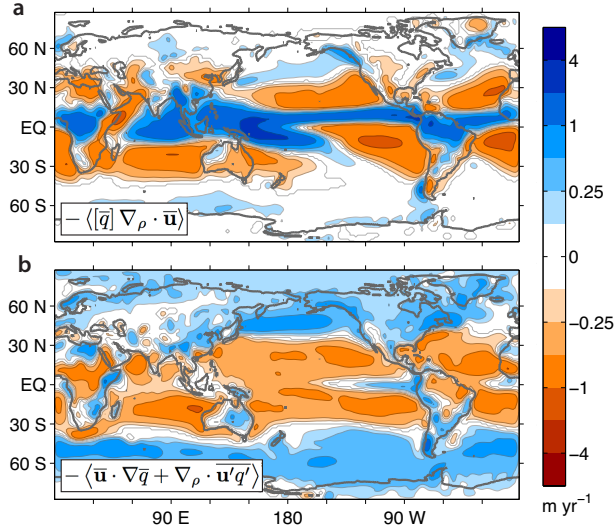 a
60 N
30 N
EQ
30 S
60 S
− ⟨[q̅] ∇ρ · u̅⟩
b
60 N
30 N
EQ
30 S
60 S
− ⟨u̅ · ∇q̅ + ∇ρ · u̅′q̅′⟩
90 E 180 90 W
4
1
0.25
0
−0.25
−1
−4
m yr⁻¹